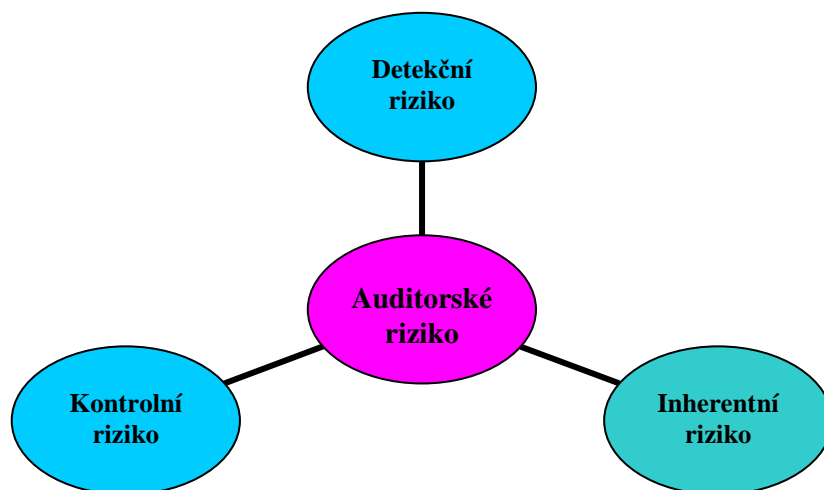 Detekční
riziko
Auditorské
riziko
Kontrolní
riziko
Inherentní
riziko